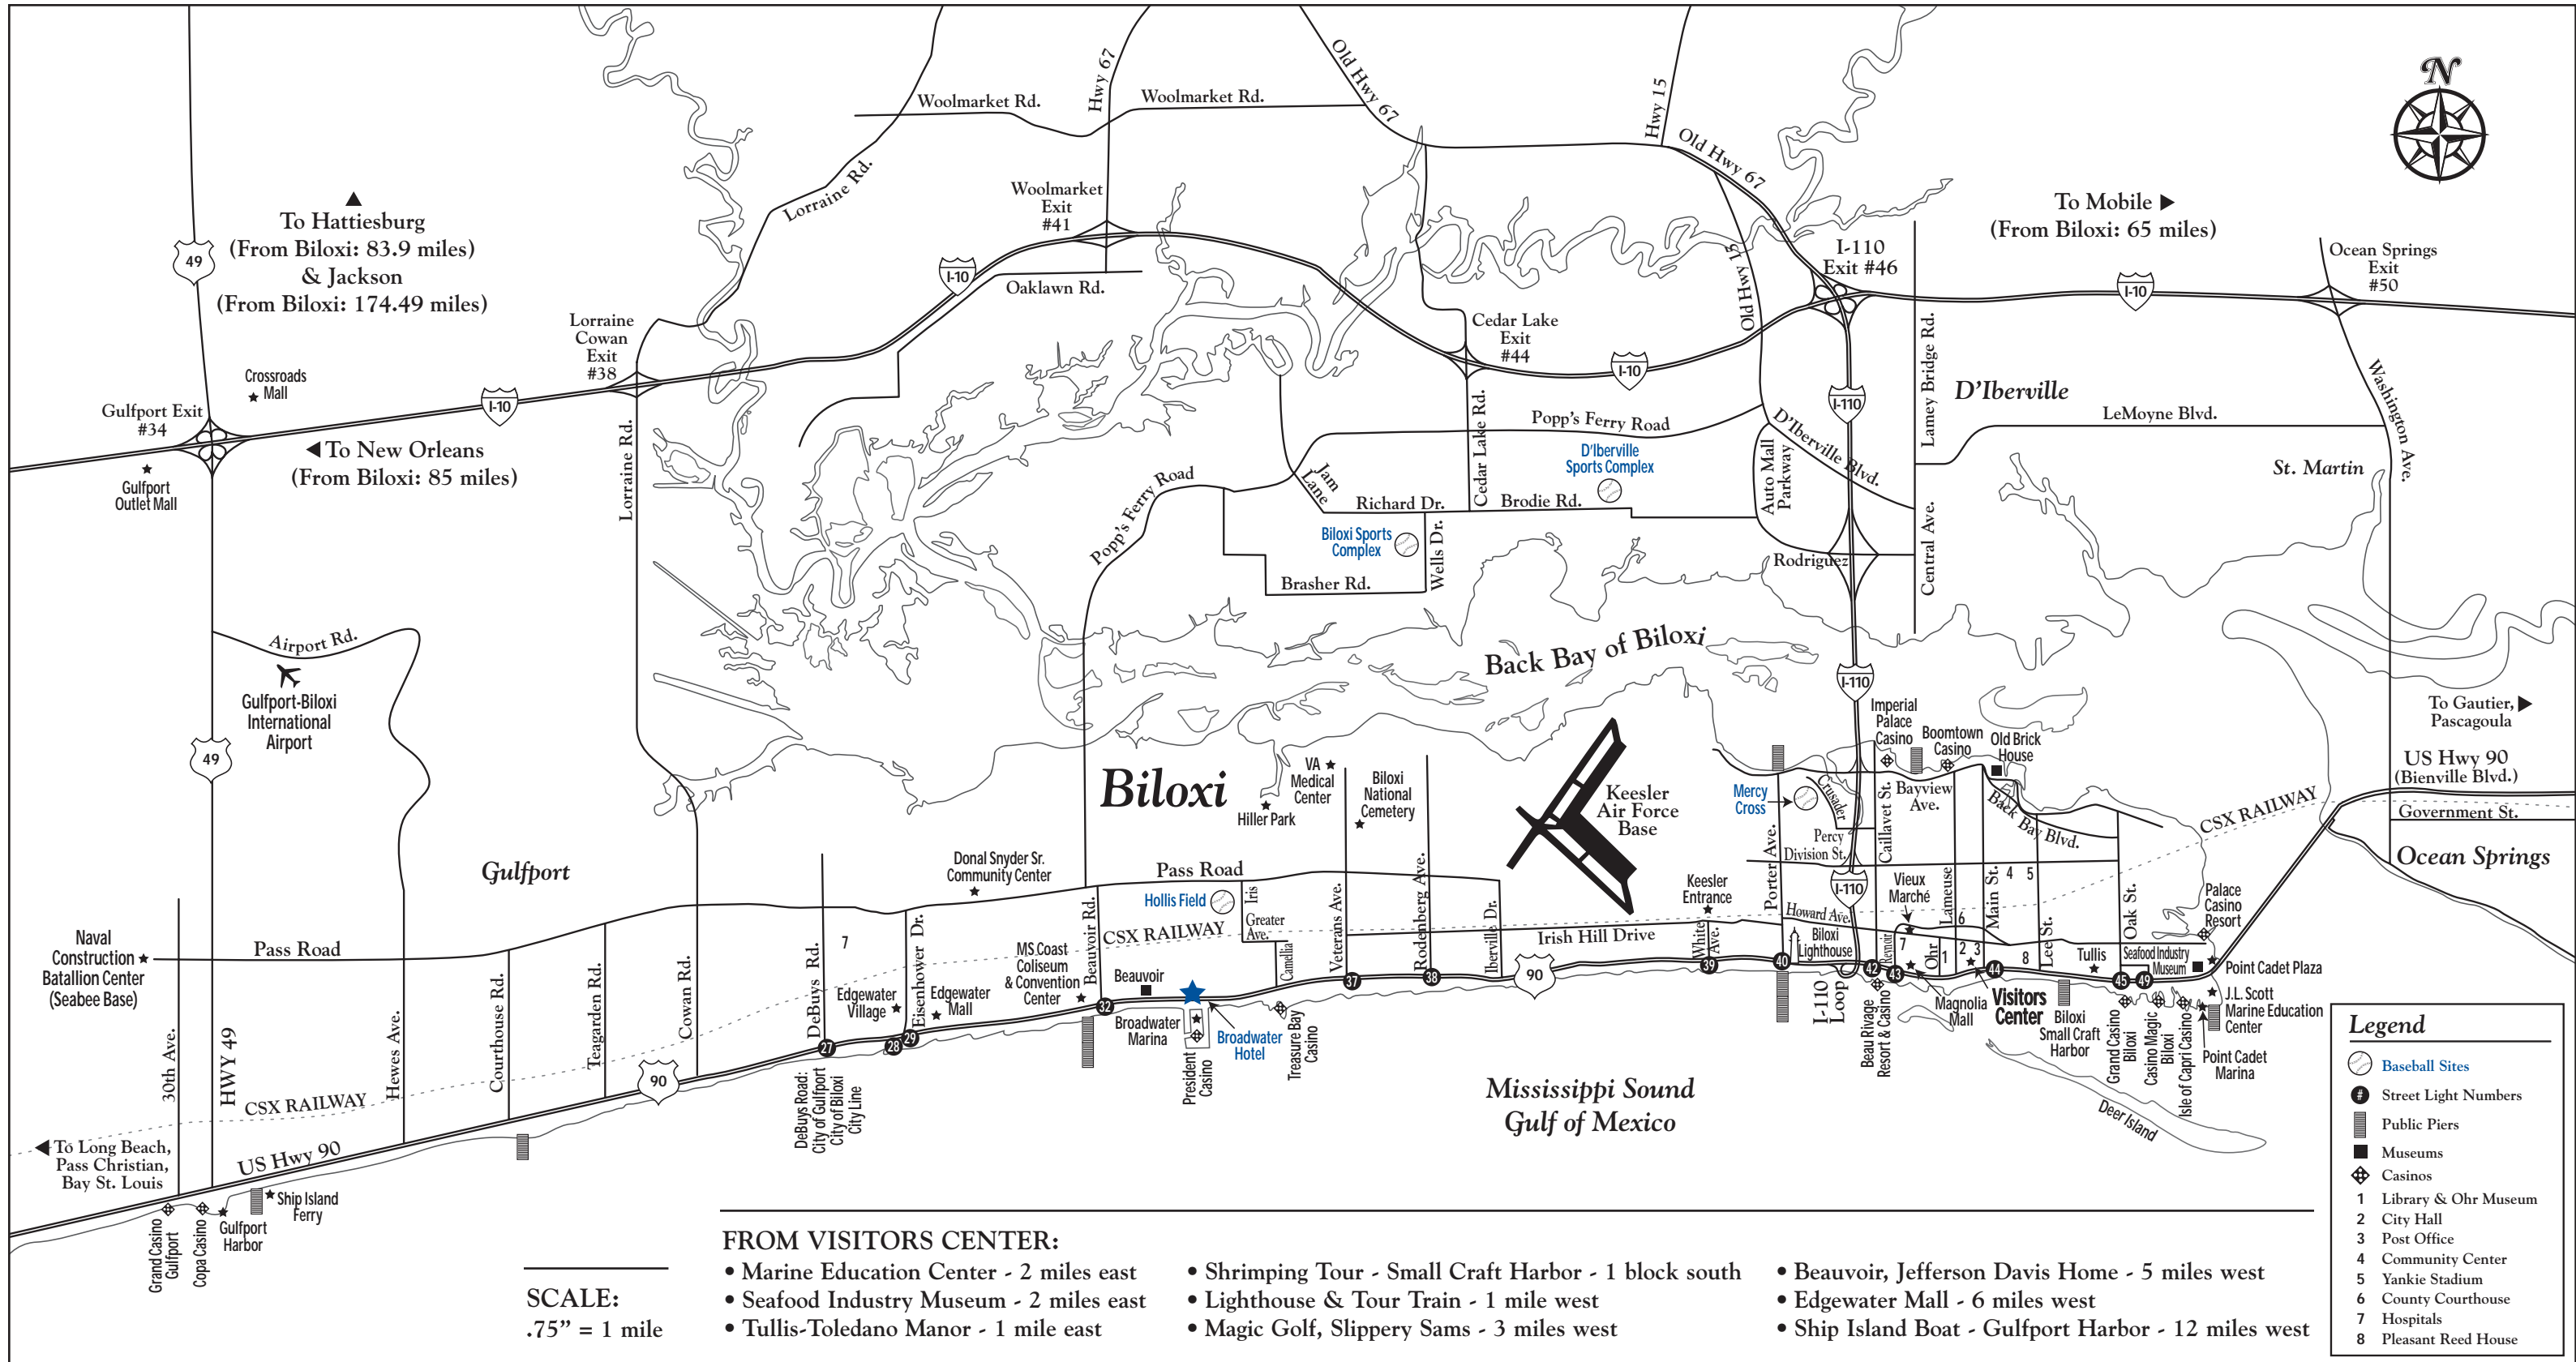 N
Woolmarket Rd.
Hwy 67
Woolmarket Rd.
Old Hwy 67
Hwy 15
Old Hwy 67
Lorraine Rd.
Woolmarket
Exit
#41
To Hattiesburg
(From Biloxi: 83.9 miles)
& Jackson
(From Biloxi: 174.49 miles)
49
I-10
Oaklawn Rd.
Old Hwy 15
I-110
Exit #46
To Mobile
(From Biloxi: 65 miles)
I-10
Ocean Springs
Exit
#50
Lorraine
Cowan
Exit
#38
Cedar Lake
Exit
#44
I-10
Lamey Bridge Rd.
D'Iberville
Washington Ave.
Crossroads
Mall
Gulfport Exit
#34
I-10
To New Orleans
(From Biloxi: 85 miles)
Gulfport
Outlet Mall
Lorraine Rd.
Popp's Ferry Road
Cedar Lake Rd.
D'Iberville
Sports Complex
I-110
D'Iberville Blvd.
Auto Mall
Parkway
LeMoyne Blvd.
St. Martin
Popp's Ferry Road
Jam
Lane
Richard Dr.
Brodie Rd.
Biloxi Sports
Complex
Wells Dr.
Brasher Rd.
Rodriguez
Central Ave.
Airport Rd.
Gulfport-Biloxi
International
Airport
49
Back Bay of Biloxi
I-110
Imperial
Palace
Casino
Boomtown
Casino
Old Brick
House
To Gautier,
Pascagoula
US Hwy 90
(Bienville Blvd.)
Government St.
CSX RAILWAY
Ocean Springs
Biloxi
VA
Medical
Center
Hiller Park
Biloxi
National
Cemetery
Keesler
Air Force
Base
Mercy
Cross
Crusader
Bayview
Ave.
Back Bay Blvd.
Percy
Division St.
Porter Ave.
Caillavet St.
I-110
Gulfport
Donal Snyder Sr.
Community Center
Pass Road
Hollis Field
Iris
Greater
Ave.
Camellia
Veterans Ave.
Rodenberg Ave.
Iberville Dr.
Keesler
Entrance
White
Ave.
Howard Ave.
Vieux
Marché
Lameuse
Main St.
4
5
6
Lee St.
Oak St.
Palace
Casino
Resort
Naval
Construction
Batallion Center
(Seabee Base)
Pass Road
DeBuys Rd.
7
Eisenhower Dr.
Edgewater
Village
Edgewater
Mall
MS Coast
Coliseum
& Convention
Center
Beauvoir Rd.
CSX RAILWAY
Beauvoir
Irish Hill Drive
90
Biloxi
Lighthouse
Reynoir
7
Ohr
1
2
3
8
Tullis
Seafood Industry
Museum
Point Cadet Plaza
J.L. Scott
Marine Education
Center
Point Cadet
Marina
27
28
29
32
37
38
39
40
42
43
44
45
49
30th Ave.
HWY 49
CSX RAILWAY
Hewes Ave.
Courthouse Rd.
Teagarden Rd.
Cowan Rd.
90
DeBuys Road:
City of Gulfport
City of Biloxi
City Line
Broadwater
Marina
President
Casino
Broadwater
Hotel
Treasure Bay
Casino
I-110
Loop
Beau Rivage
Resort & Casino
Magnolia
Mall
Visitors
Center
Biloxi
Small Craft
Harbor
Grand Casino
Biloxi
Casino Magic
Biloxi
Isle of Capri Casino
Deer Island
Mississippi Sound
Gulf of Mexico
To Long Beach,
Pass Christian,
Bay St. Louis
US Hwy 90
Grand Casino
Gulfport
Copa Casino
Gulfport
Harbor
Ship Island
Ferry
SCALE:
.75” = 1 mile
FROM VISITORS CENTER:
• Marine Education Center - 2 miles east
• Seafood Industry Museum - 2 miles east
• Tullis-Toledano Manor - 1 mile east
• Shrimping Tour - Small Craft Harbor - 1 block south
• Lighthouse & Tour Train - 1 mile west
• Magic Golf, Slippery Sams - 3 miles west
• Beauvoir, Jefferson Davis Home - 5 miles west
• Edgewater Mall - 6 miles west
• Ship Island Boat - Gulfport Harbor - 12 miles west
Legend
Baseball Sites
# Street Light Numbers
Public Piers
Museums
Casinos
1 Library & Ohr Museum
2 City Hall
3 Post Office
4 Community Center
5 Yankie Stadium
6 County Courthouse
7 Hospitals
8 Pleasant Reed House